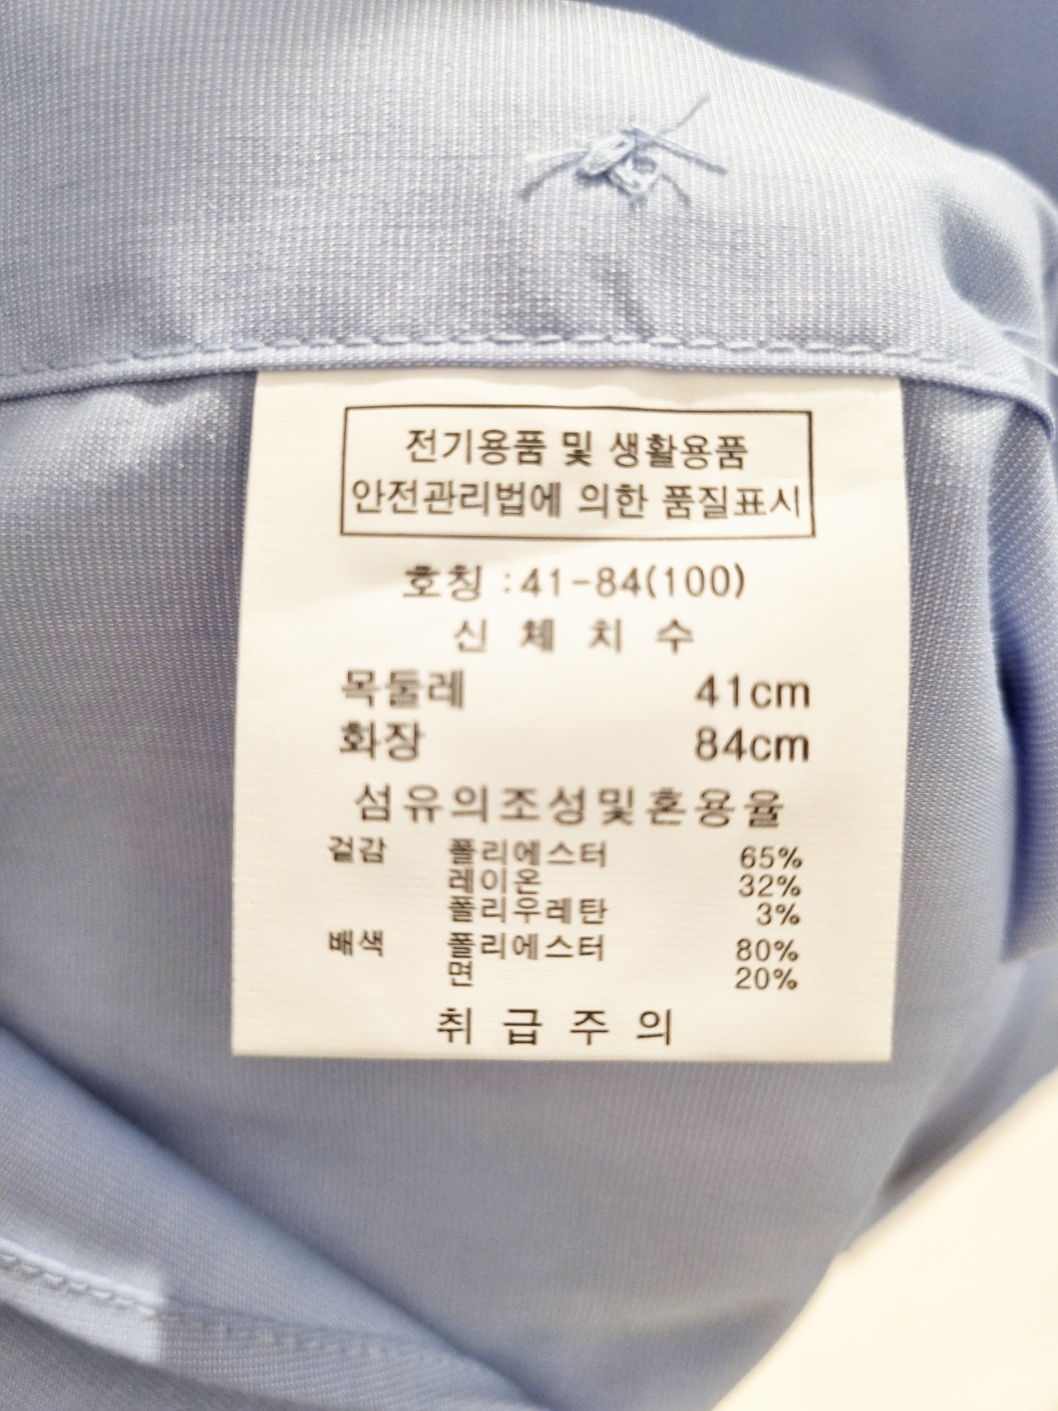 전기용품 및 생활용품
안전관리법에 의한 품질표시
호칭 :41-84(100)
신 체 치 수
목둘레 41cm
화장 84cm
섬유의조성및혼용율
겉감 폴리에스터 65%
레이온 32%
폴리우레탄 3%
배색 폴리에스터 80%
면 20%
취 급 주 의